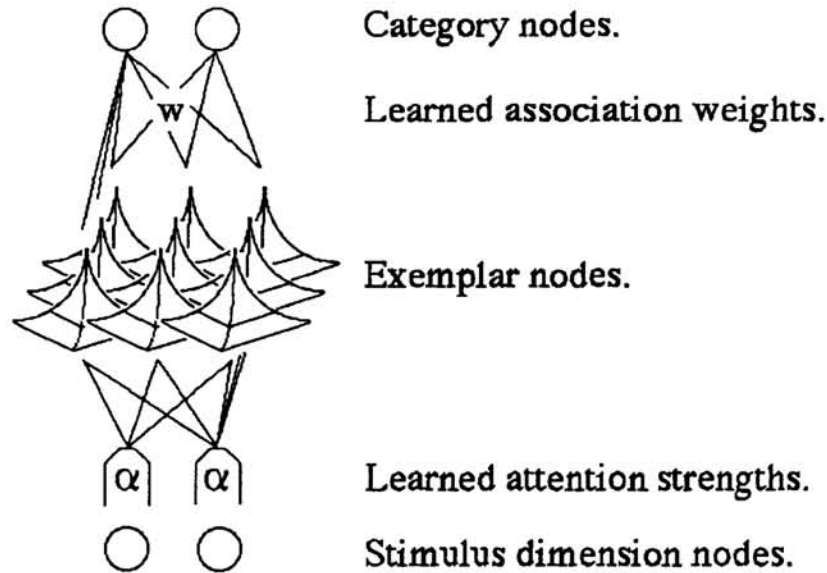 Category nodes.
w
Learned association weights.
Exemplar nodes.
α α
Learned attention strengths.
Stimulus dimension nodes.